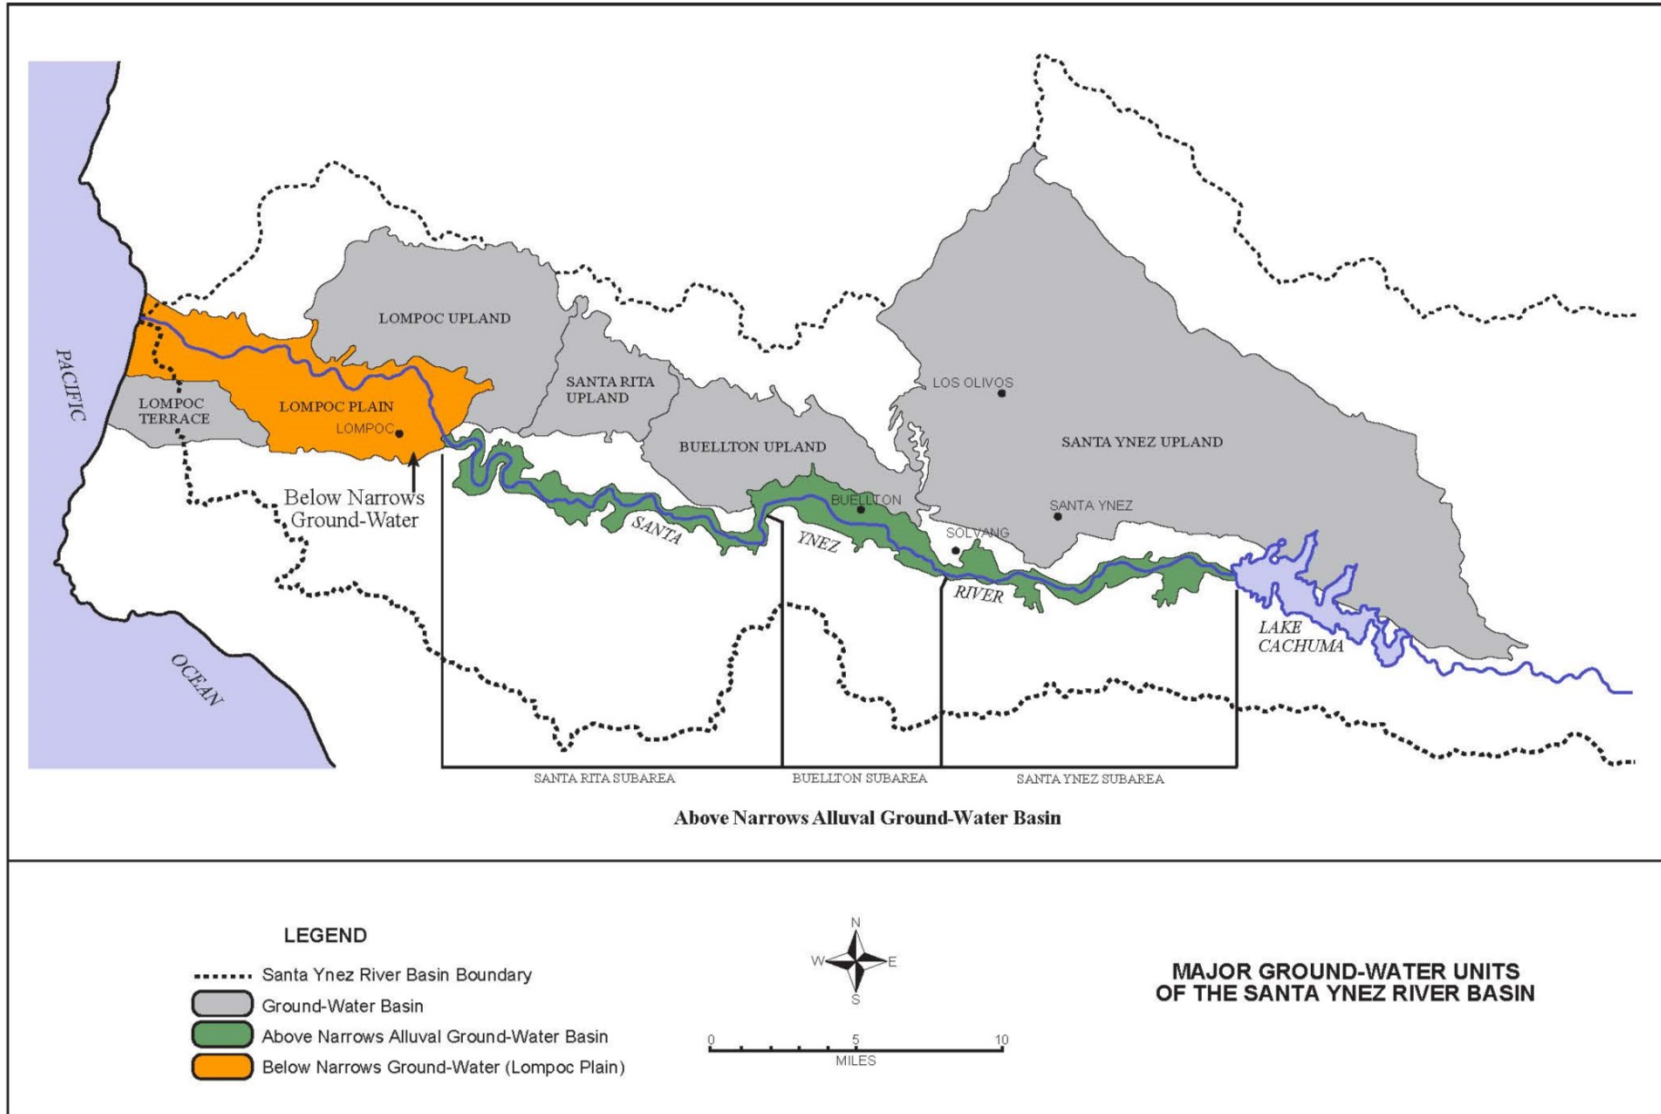 LOMPOC UPLAND
PACIFIC
LOMPOC
TERRACE
LOMPOC PLAIN
LOMPOC
SANTA RITA
UPLAND
LOS OLIVOS
BUELLTON UPLAND
SANTA YNEZ UPLAND
Below Narrows
Ground-Water
BUELLTON
SANTA YNEZ
SOLVANG
SANTA
YNEZ
RIVER
LAKE
CACHUMA
OCEAN
SANTA RITA SUBAREA
BUELLTON SUBAREA
SANTA YNEZ SUBAREA
Above Narrows Alluval Ground-Water Basin
LEGEND
Santa Ynez River Basin Boundary
Ground-Water Basin
Above Narrows Alluval Ground-Water Basin
Below Narrows Ground-Water (Lompoc Plain)
N
W E
S
0 5 10
MILES
MAJOR GROUND-WATER UNITS
OF THE SANTA YNEZ RIVER BASIN